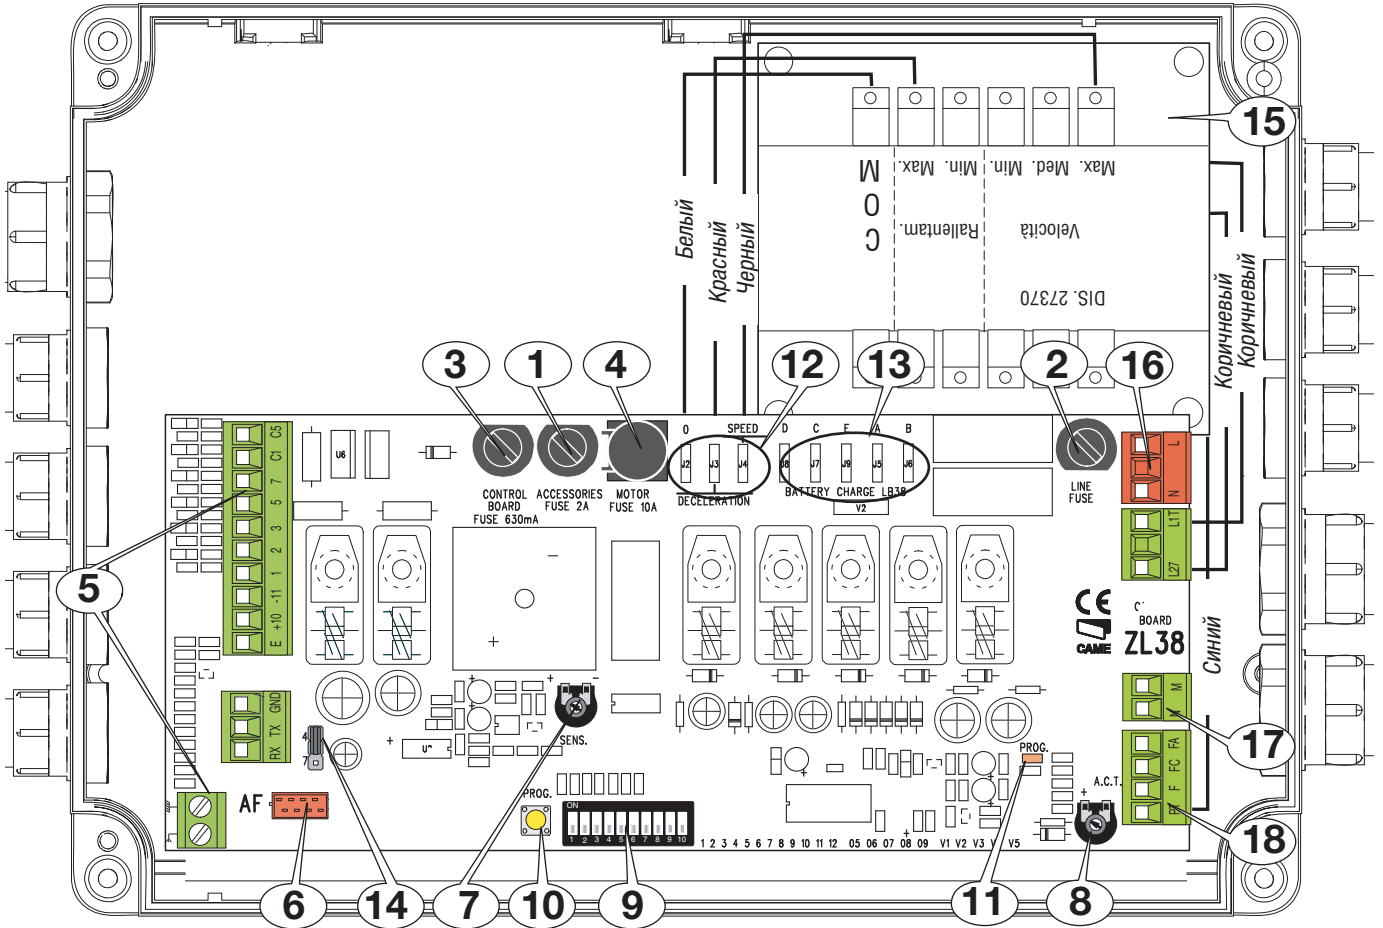 15
M
O
C
Max.
Min.
Min.
Med.
Max.
Rallentam.
Velocità
DIS. 27370
Белый
Красный
Черный
Коричневый
Коричневый
3
1
4
12
13
2
16
C5
C1
7
5
3
2
1
-11
+10
E
U6
CONTROL
BOARD
FUSE 630mA
ACCESSORIES
FUSE 2A
MOTOR
FUSE 10A
0
SPEED
D
C
F
A
B
J2
J3
J4
J8
J7
J9
J5
J6
DECELERATION
BATTERY CHARGE LB38
V2
LINE
FUSE
L
N
L1T
L27
5
CE
CAME
BOARD
ZL38
Синий
GND
TX
RX
4
7
SENS.
M
17
PROG.
A.C.T.
FA
FC
F
18
AF
PROG.
ON
1 2 3 4 5 6 7 8 9 10
1 2 3 4 5 6 7 8 9 10 11 12
05 06 07 08 09
V1 V2 V3
V5
6
14
7
10
9
11
8